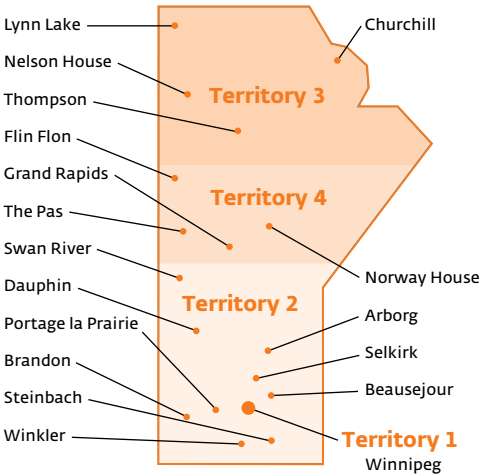 Lynn Lake
Nelson House
Thompson
Flin Flon
Grand Rapids
The Pas
Swan River
Dauphin
Portage la Prairie
Brandon
Steinbach
Winkler
Territory 3
Territory 4
Territory 2
Churchill
Norway House
Arborg
Selkirk
Beausejour
Territory 1
Winnipeg